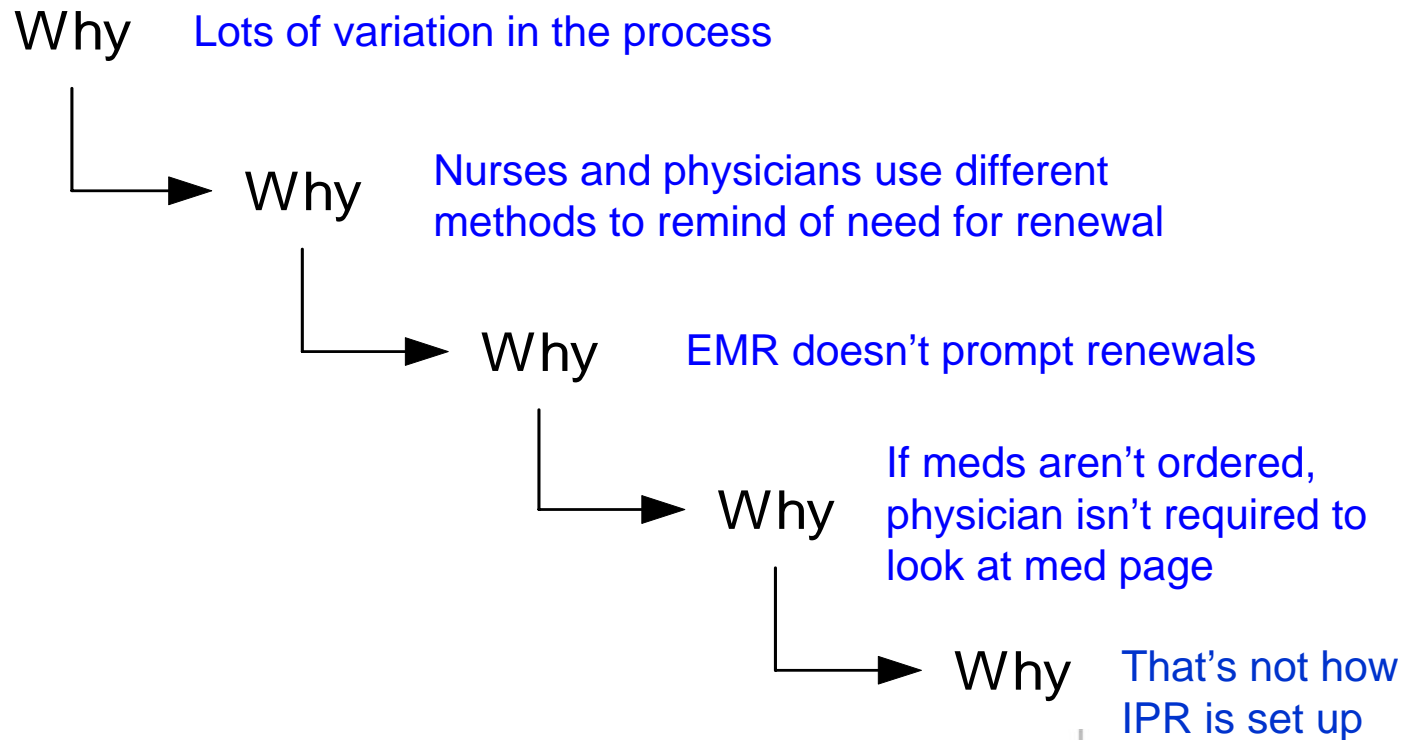 Why Lots of variation in the process
Why Nurses and physicians use different
methods to remind of need for renewal
Why EMR doesn’t prompt renewals
If meds aren’t ordered,
Why physician isn’t required to
look at med page
Why That’s not how
IPR is set up